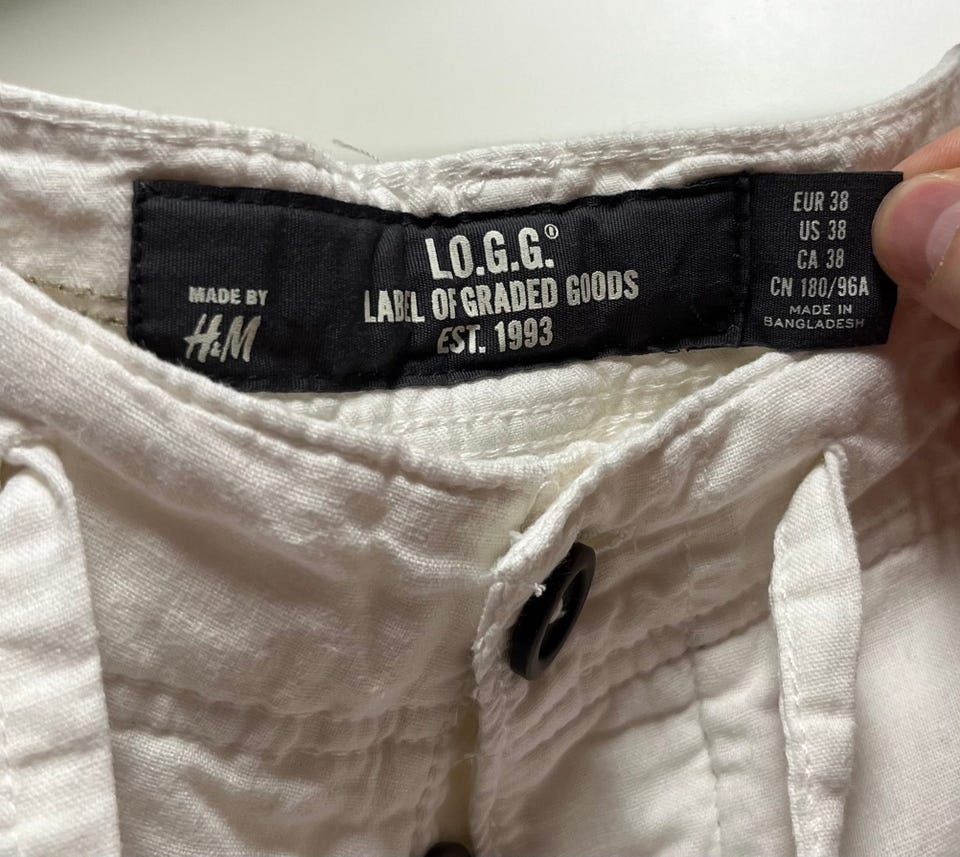 MADE BY
H&M
LO.G.G.®
LABEL OF GRADED GOODS
EST. 1993
EUR 38
US 38
CA 38
CN 180/96A
MADE IN
BANGLADESH